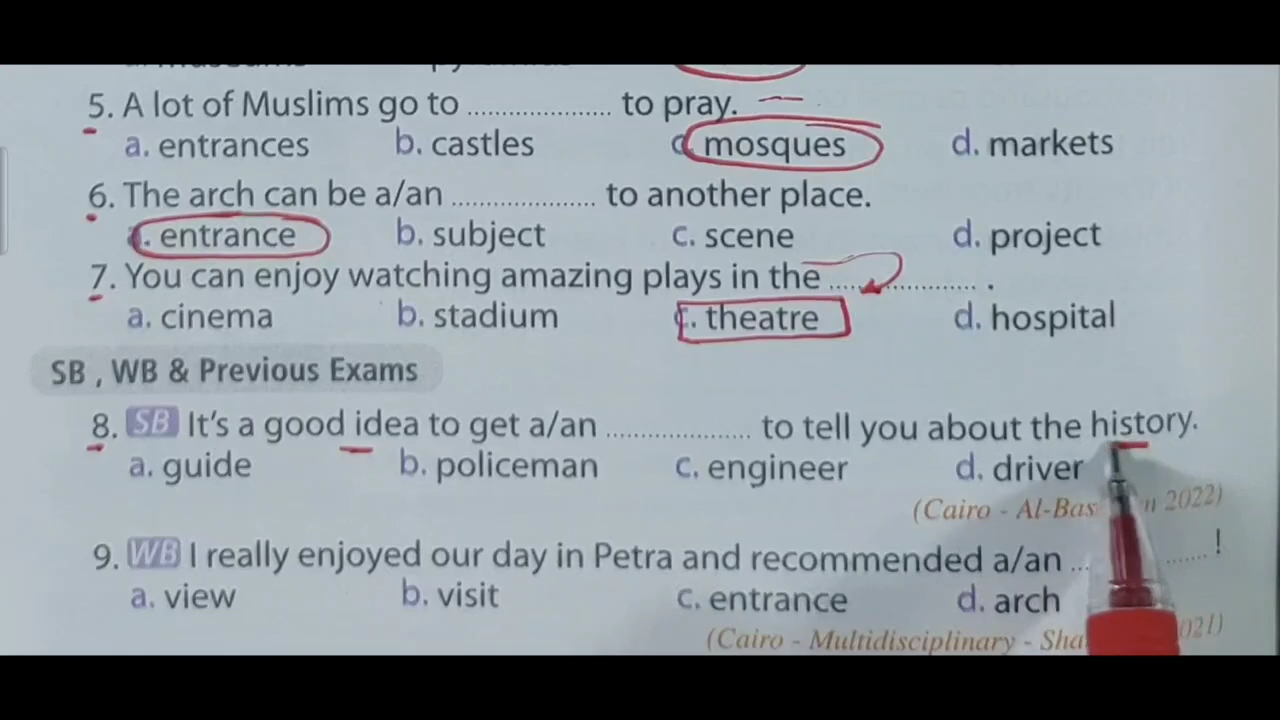 5. A lot of Muslims go to ..................... to pray.
a. entrances b. castles c. mosques d. markets
6. The arch can be a/an ..................... to another place.
a. entrance b. subject c. scene d. project
7. You can enjoy watching amazing plays in the ..................... .
a. cinema b. stadium c. theatre d. hospital
SB , WB & Previous Exams
8. SB It's a good idea to get a/an ..................... to tell you about the history.
a. guide b. policeman c. engineer d. driver
(Cairo - 2022)
9. WB I really enjoyed our day in Petra and recommended a/an ..................... !
a. view b. visit c. entrance d. arch
(Cairo - Multidisciplinary -